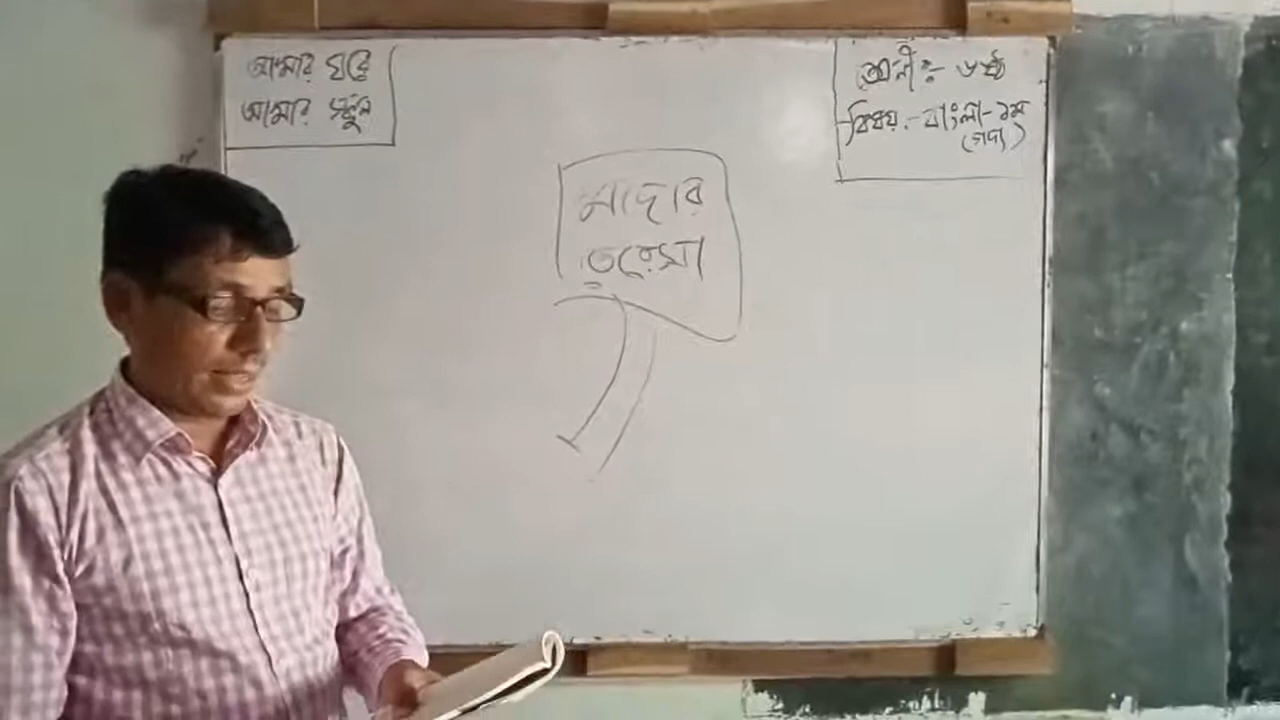 আমার ঘরে
আমার স্কুল
শ্রেণী ঃ- ৬ষ্ঠ
বিষয় :- বাংলা-১ম
(গদ্য)
মাদার
তেরেসা